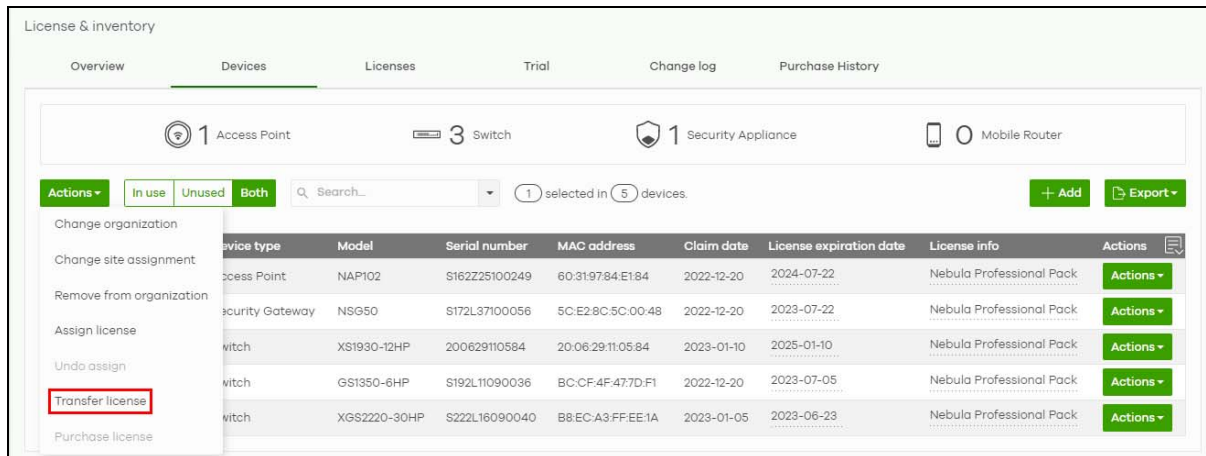 License & inventory
Overview Devices Licenses Trial Change log Purchase History
1 Access Point 3 Switch 1 Security Appliance 0 Mobile Router
Actions In use Unused Both Search... 1 selected in 5 devices. + Add Export
Change organization
Change site assignment
Remove from organization
Assign license
Undo assign
Transfer license
Purchase license
evice type Model Serial number MAC address Claim date License expiration date License info Actions
ccess Point NAP102 S162Z25100249 60:31:97:84:E1:84 2022-12-20 2024-07-22 Nebula Professional Pack Actions
ecurity Gateway NSG50 S172L37100056 5C:E2:8C:5C:00:48 2022-12-20 2023-07-22 Nebula Professional Pack Actions
witch XS1930-12HP 200629110584 20:06:29:11:05:84 2023-01-10 2025-01-10 Nebula Professional Pack Actions
witch GS1350-6HP S192L11090036 BC:CF:4F:47:7D:F1 2022-12-20 2023-07-05 Nebula Professional Pack Actions
witch XGS2220-30HP S222L16090040 B8:EC:A3:FF:EE:1A 2023-01-05 2023-06-23 Nebula Professional Pack Actions